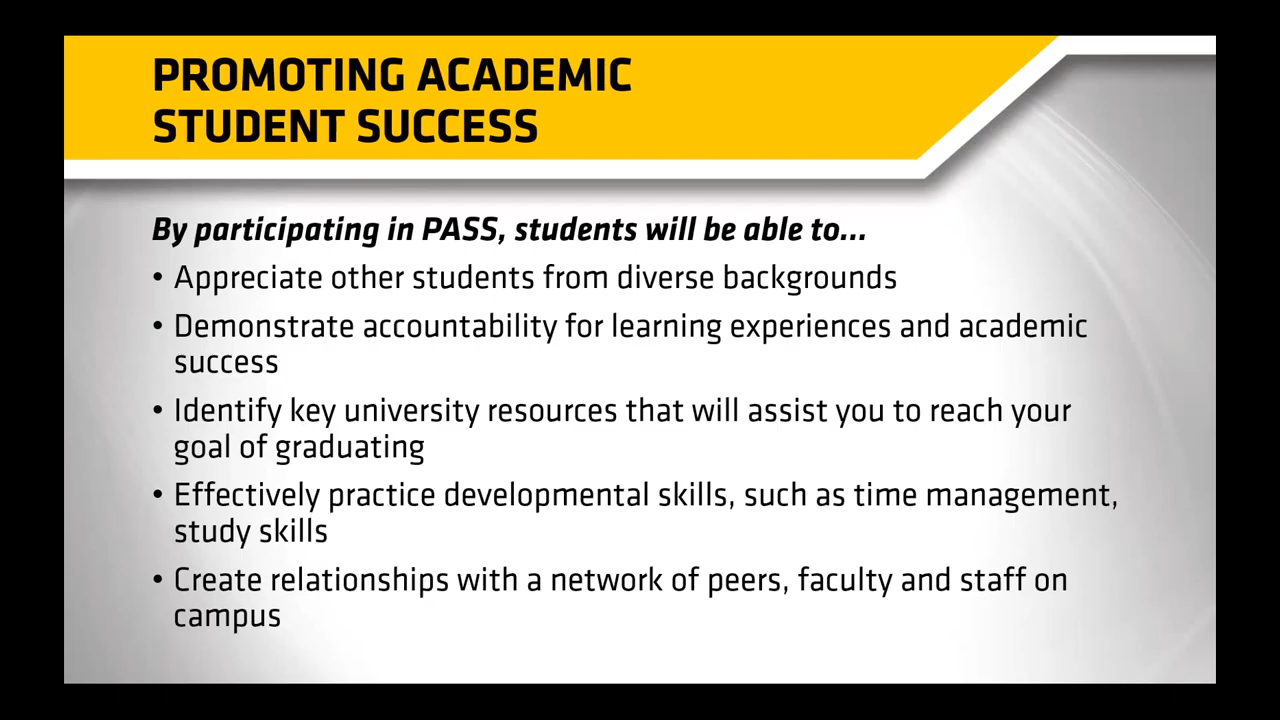 PROMOTING ACADEMIC
STUDENT SUCCESS
By participating in PASS, students will be able to...
• Appreciate other students from diverse backgrounds
• Demonstrate accountability for learning experiences and academic
success
• Identify key university resources that will assist you to reach your
goal of graduating
• Effectively practice developmental skills, such as time management,
study skills
• Create relationships with a network of peers, faculty and staff on
campus